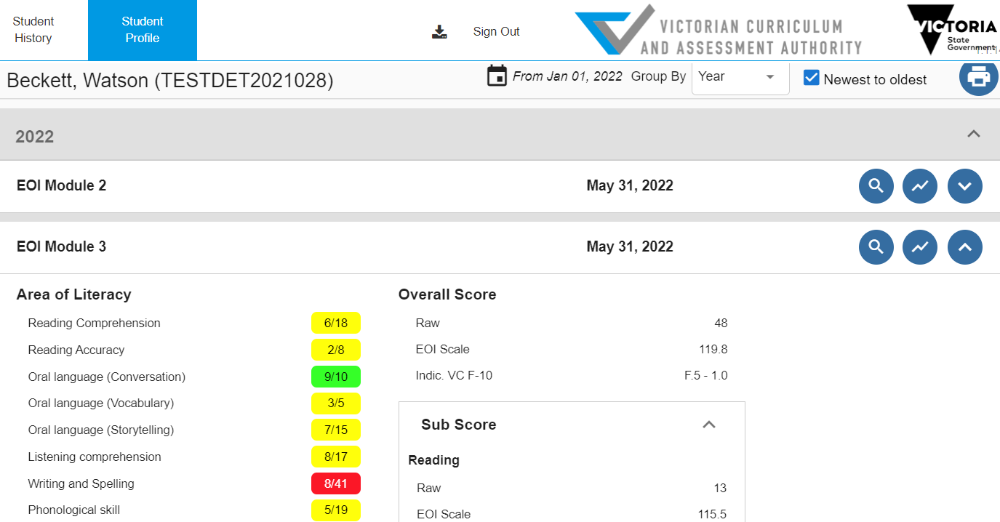 Student History
Student Profile
Sign Out
VICTORIAN CURRICULUM
AND ASSESSMENT AUTHORITY
VICTORIA
State
Government
Beckett, Watson (TESTDET2021028)
From Jan 01, 2022 Group By Year Newest to oldest
2022
EOI Module 2 May 31, 2022
EOI Module 3 May 31, 2022
Area of Literacy Overall Score
Reading Comprehension 6/18 Raw 48
Reading Accuracy 2/8 EOI Scale 119.8
Oral language (Conversation) 9/10 Indic. VC F-10 F.5 - 1.0
Oral language (Vocabulary) 3/5
Oral language (Storytelling) 7/15 Sub Score
Listening comprehension 8/17 Reading
Writing and Spelling 8/41 Raw 13
Phonological skill 5/19 EOI Scale 115.5